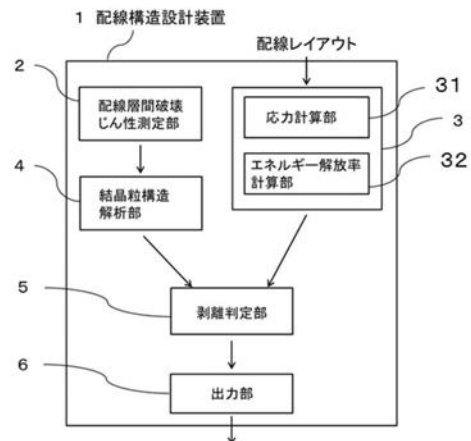 1 配線構造設計装置
配線レイアウト
2
配線層間破壊
じん性測定部
31
応力計算部
3
エネルギー解放率
計算部
32
4
結晶粒構造
解析部
5
剥離判定部
6
出力部